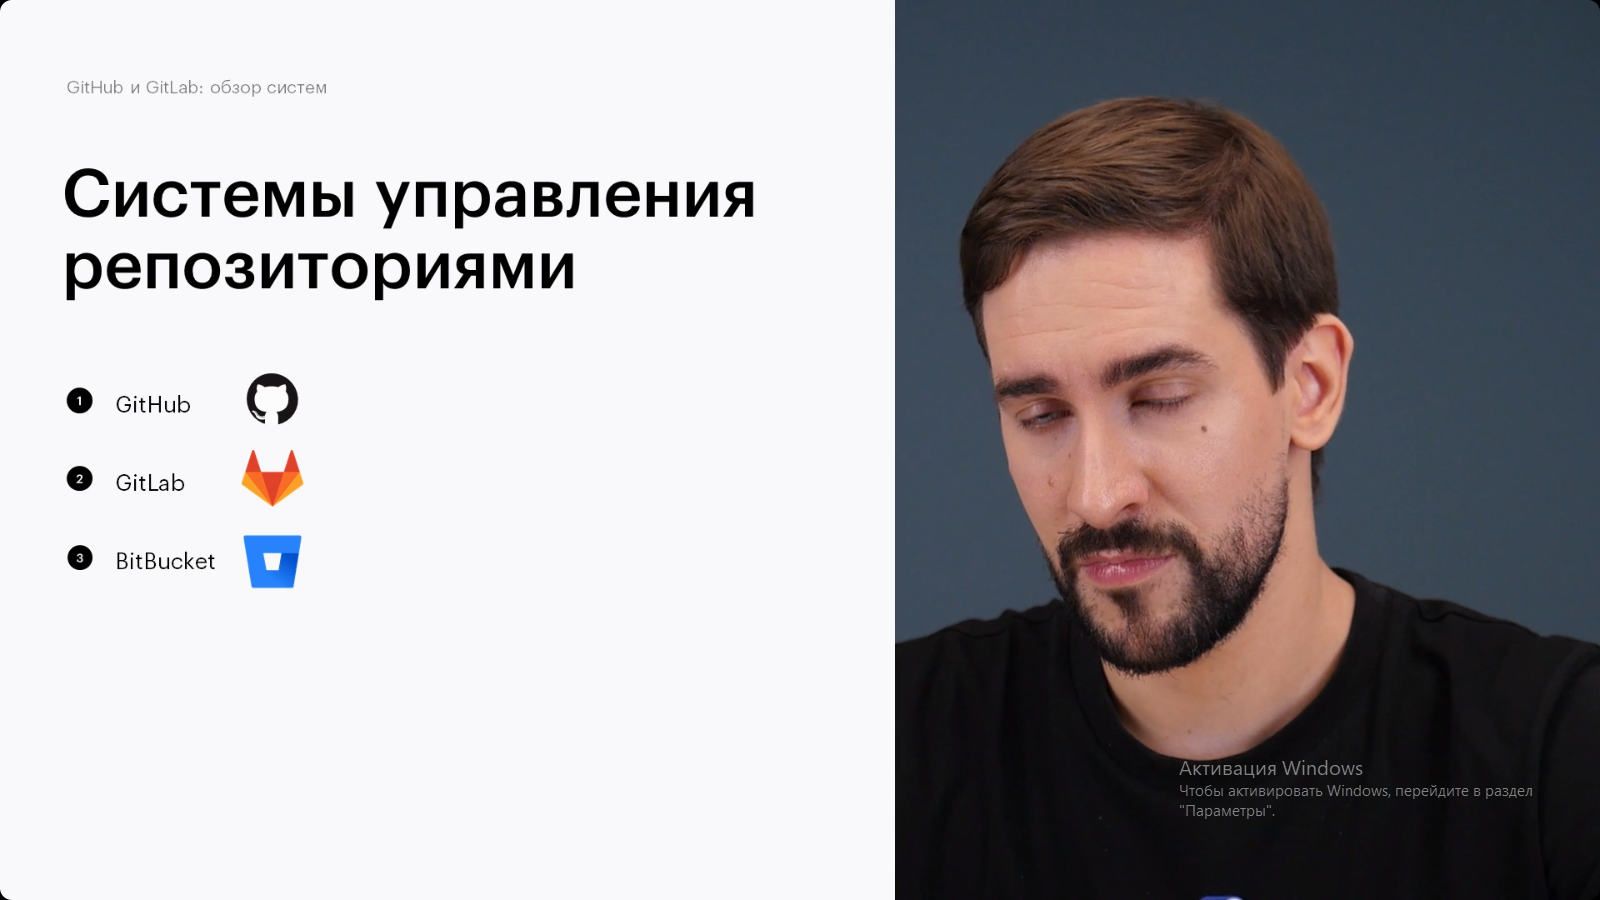 GitHub и GitLab: обзор систем
Системы управления
репозиториями
1 GitHub
2 GitLab
3 BitBucket
Активация Windows
Чтобы активировать Windows, перейдите в раздел
"Параметры".